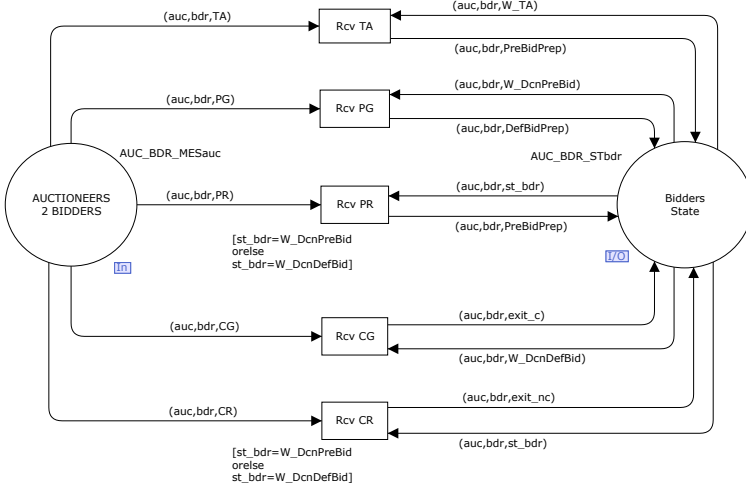 (auc,bdr,TA)
Rcv TA
(auc,bdr,W_TA)
(auc,bdr,PreBidPrep)
(auc,bdr,PG)
Rcv PG
(auc,bdr,W_DcnPreBid)
(auc,bdr,DefBidPrep)
AUC_BDR_MESauc
AUC_BDR_STbdr
AUCTIONEERS
2 BIDDERS
(auc,bdr,PR)
Rcv PR
(auc,bdr,st_bdr)
(auc,bdr,PreBidPrep)
Bidders
State
[st_bdr=W_DcnPreBid
orelse
st_bdr=W_DcnDefBid]
In
I/O
(auc,bdr,CG)
Rcv CG
(auc,bdr,exit_c)
(auc,bdr,W_DcnDefBid)
(auc,bdr,CR)
Rcv CR
(auc,bdr,exit_nc)
(auc,bdr,st_bdr)
[st_bdr=W_DcnPreBid
orelse
st_bdr=W_DcnDefBid]